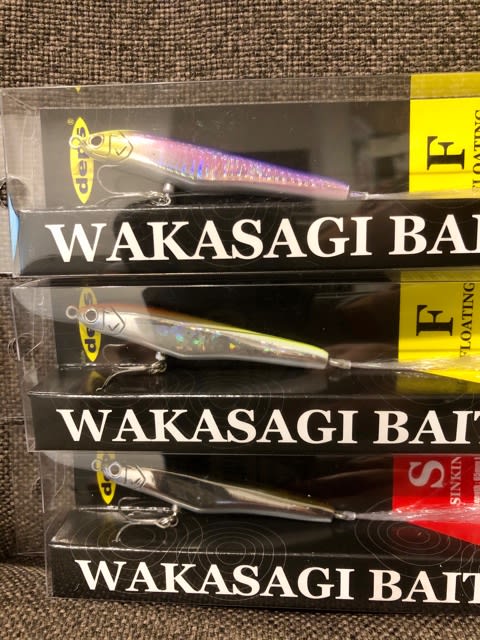 deps
F
FLOATING
WAKASAGI BAI
deps
F
FLOATING
WAKASAGI BAIT
deps
S
SINKIN
WAKASAGI BAIT